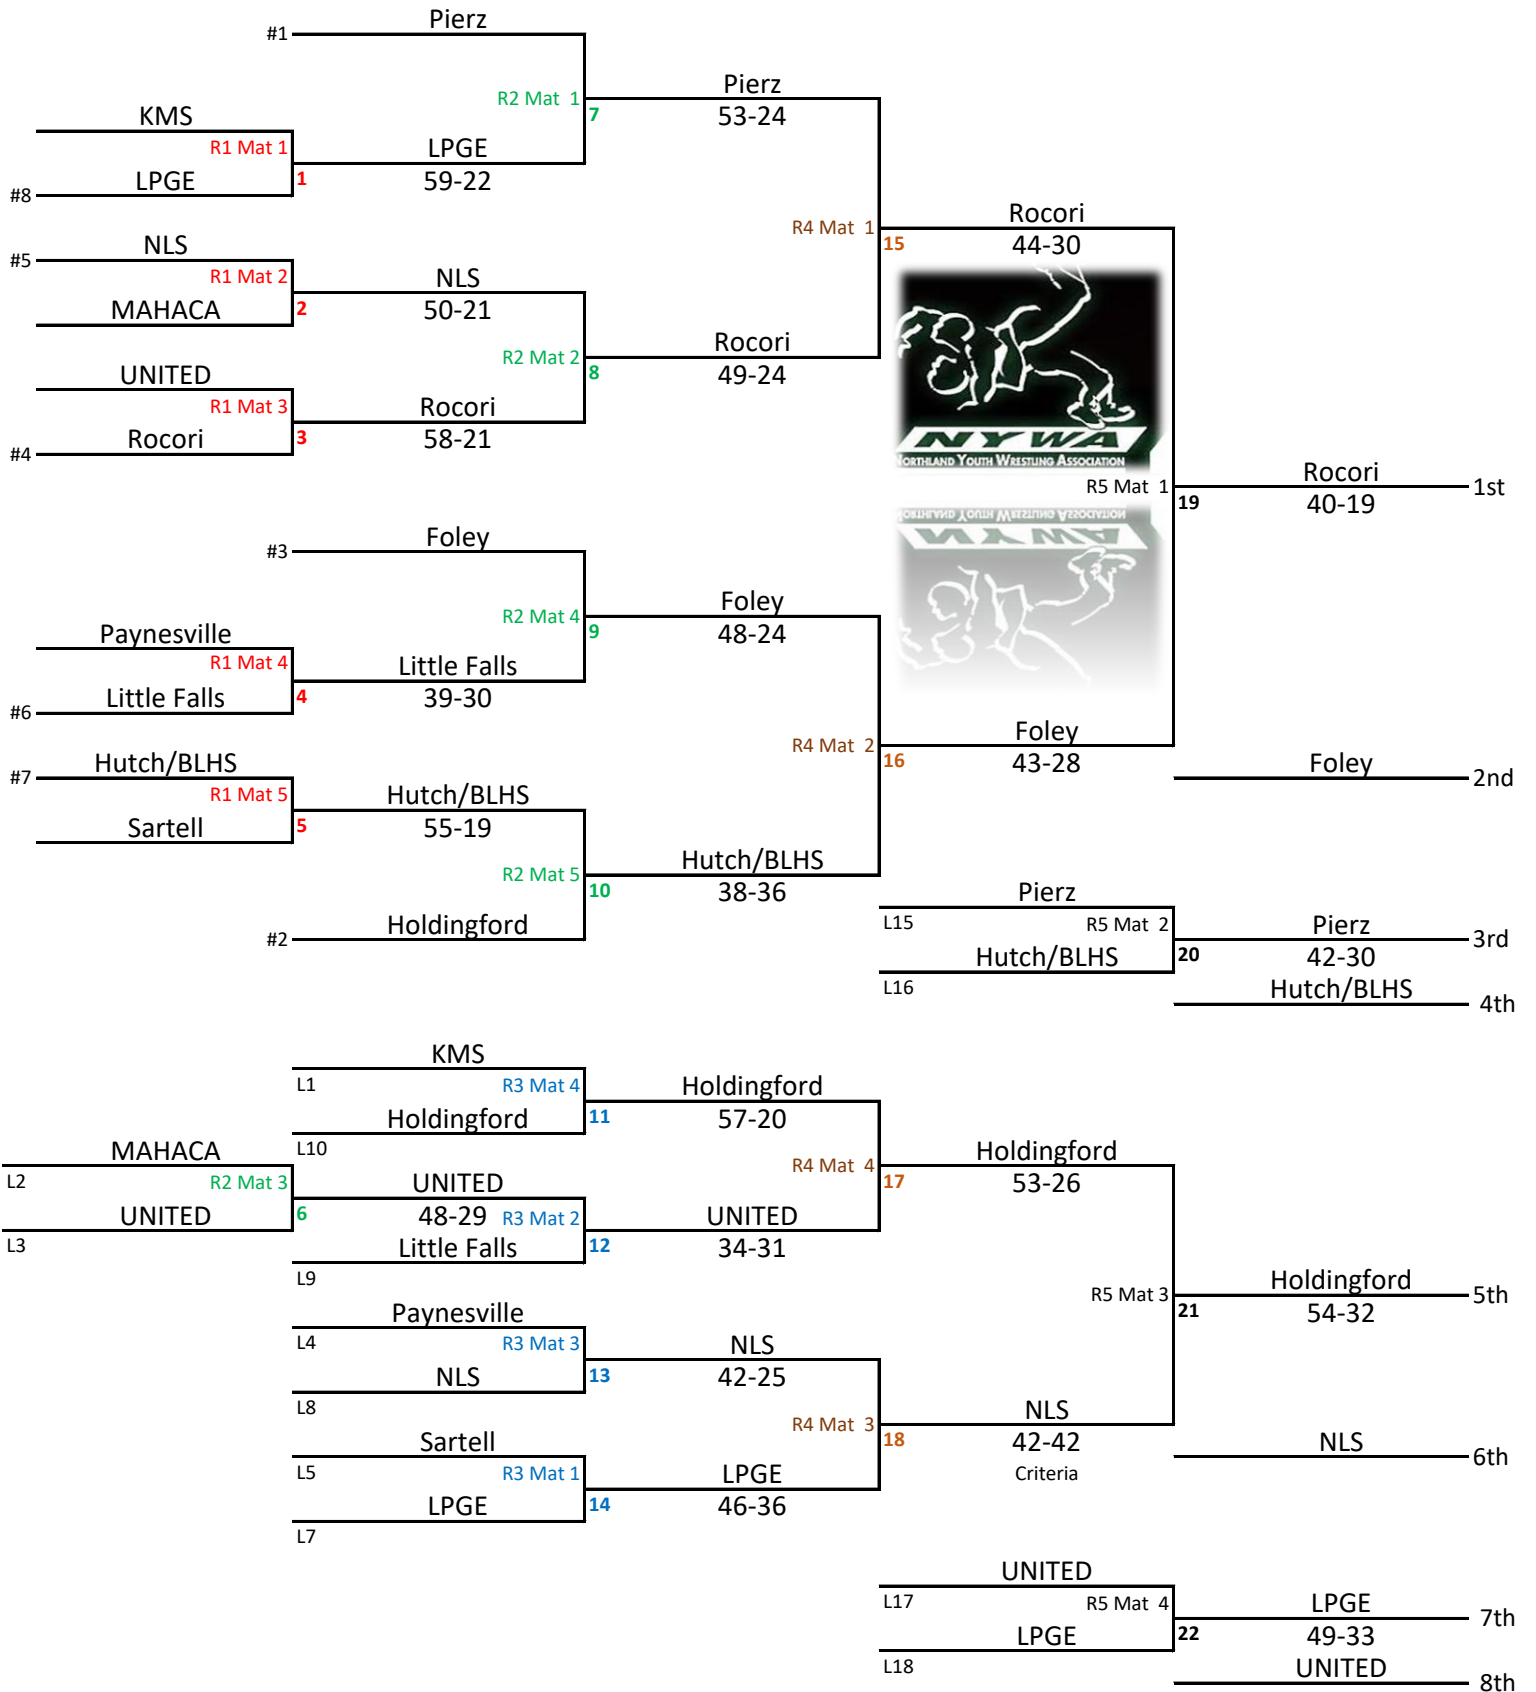 Pierz
#1
R2 Mat 1
7
Pierz
53-24
KMS
R1 Mat 1
1
LPGE
59-22
LPGE
#8
R4 Mat 1
15
Rocori
44-30
NLS
#5
R1 Mat 2
2
NLS
50-21
MAHACA
R2 Mat 2
8
Rocori
49-24
UNITED
R1 Mat 3
3
Rocori
58-21
Rocori
#4
NYWA
NORTHLAND YOUTH WRESTLING ASSOCIATION
R5 Mat 1
19
Rocori
40-19
1st
Foley
#3
R2 Mat 4
9
Foley
48-24
Paynesville
R1 Mat 4
4
Little Falls
39-30
Little Falls
#6
R4 Mat 2
16
Foley
43-28
Foley
2nd
Hutch/BLHS
#7
R1 Mat 5
5
Hutch/BLHS
55-19
Sartell
R2 Mat 5
10
Hutch/BLHS
38-36
Holdingford
#2
Pierz
L15
R5 Mat 2
20
Pierz
42-30
3rd
Hutch/BLHS
L16
Hutch/BLHS
4th
KMS
L1
R3 Mat 4
11
Holdingford
57-20
Holdingford
L10
MAHACA
L2
R2 Mat 3
6
UNITED
48-29
UNITED
L3
R3 Mat 2
12
UNITED
34-31
Little Falls
L9
R4 Mat 4
17
Holdingford
53-26
R5 Mat 3
21
Holdingford
54-32
5th
Paynesville
L4
R3 Mat 3
13
NLS
42-25
NLS
L8
R4 Mat 3
18
NLS
42-42
Criteria
NLS
6th
Sartell
L5
R3 Mat 1
14
LPGE
46-36
LPGE
L7
UNITED
L17
R5 Mat 4
22
LPGE
49-33
7th
LPGE
L18
UNITED
8th